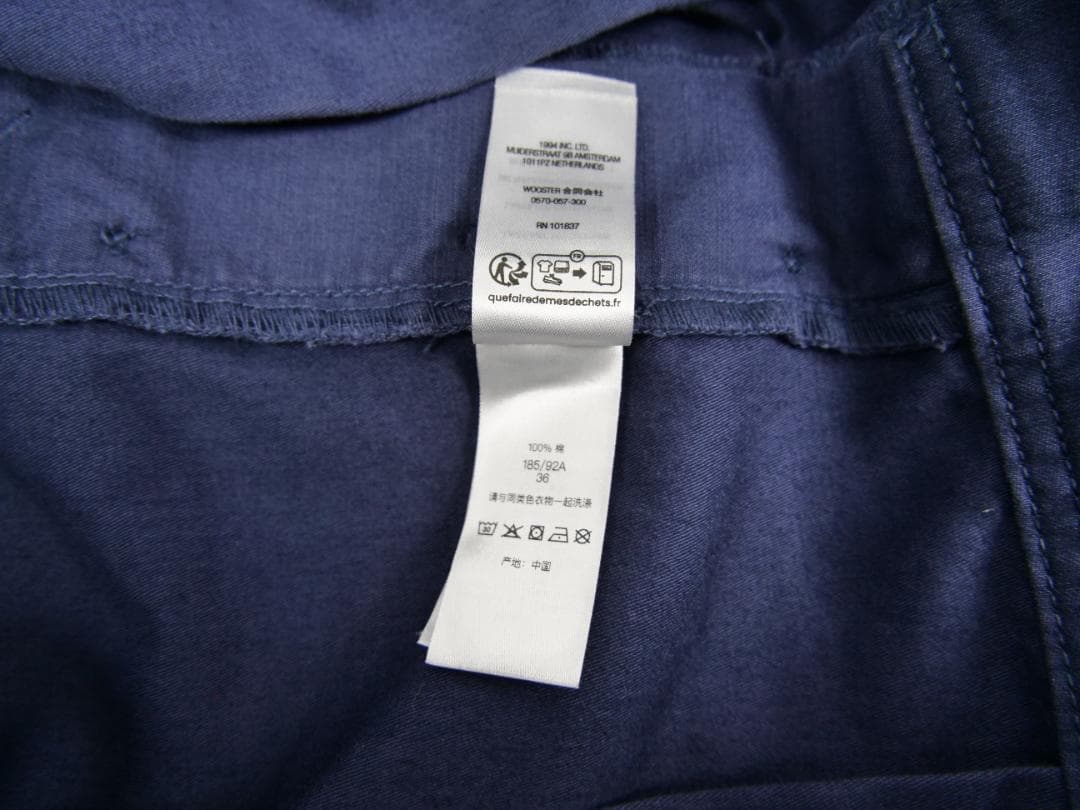 1994 INC. LTD.
MUIDERSTRAAT 9B AMSTERDAM
1011PZ NETHERLANDS
WOOSTER 合同会社
0570-057-300
RN 101837
FR
quefairedemesdechets.fr
100% 棉
185/92A
36
请与同类色衣物一起洗涤
30
产地: 中国